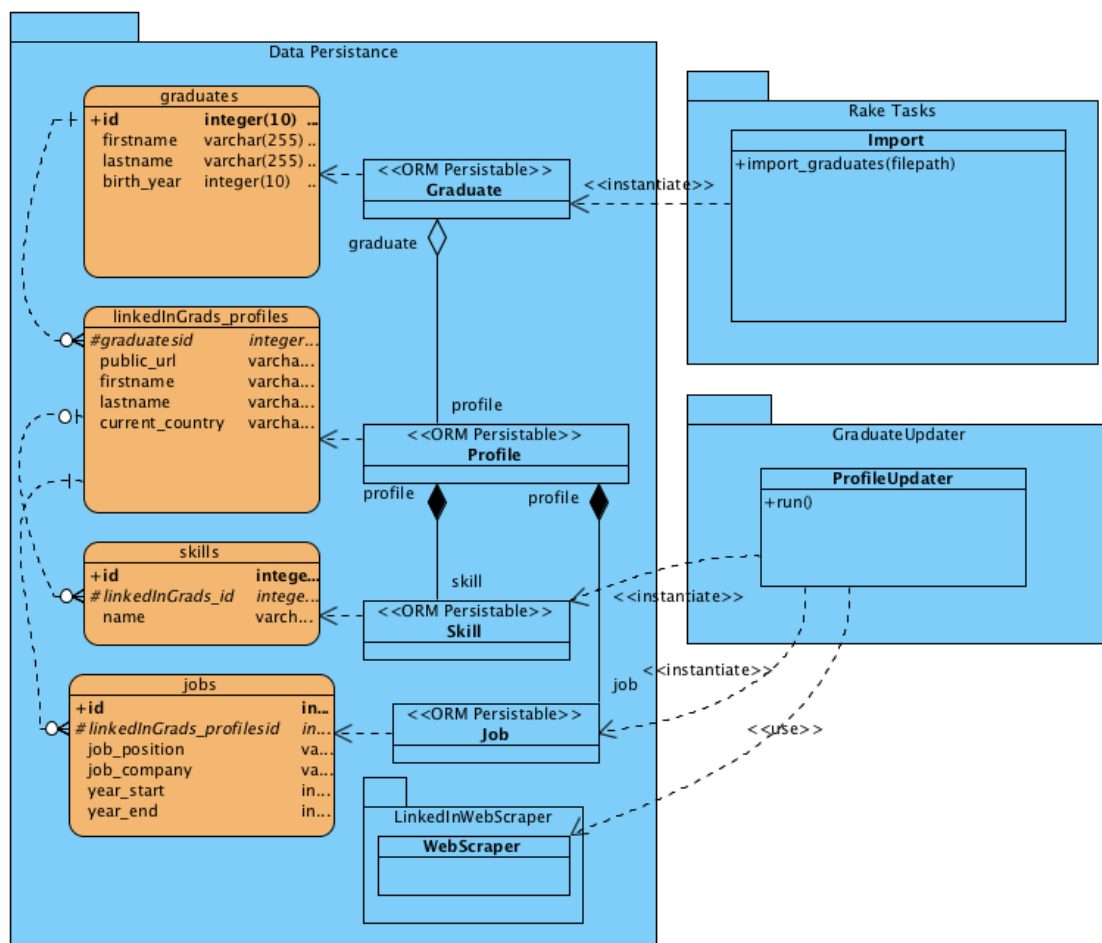 Data Persistance
graduates
+id integer(10) ...
firstname varchar(255) ..
lastname varchar(255) ..
birth_year integer(10) ..
linkedInGrads_profiles
#graduatesid integer...
public_url varcha...
firstname varcha...
lastname varcha...
current_country varcha...
skills
+id intege...
#linkedInGrads_id intege...
name varch...
jobs
+id in...
#linkedInGrads_profilesid in...
job_position va...
job_company va...
year_start in...
year_end in...
<<ORM Persistable>>
Graduate
graduate
profile
<<ORM Persistable>>
Profile
profile
profile
skill
<<ORM Persistable>>
Skill
job
<<ORM Persistable>>
Job
LinkedInWebScraper
WebScraper
Rake Tasks
Import
+import_graduates(filepath)
<<instantiate>>
GraduateUpdater
ProfileUpdater
+run()
<<instantiate>>
<<instantiate>>
<<use>>